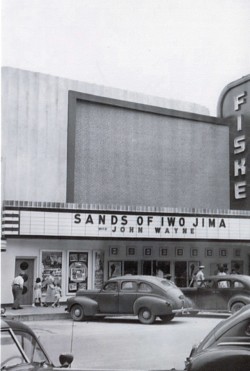 FISKE
SANDS OF IWO JIMA
WITH JOHN WAYNE